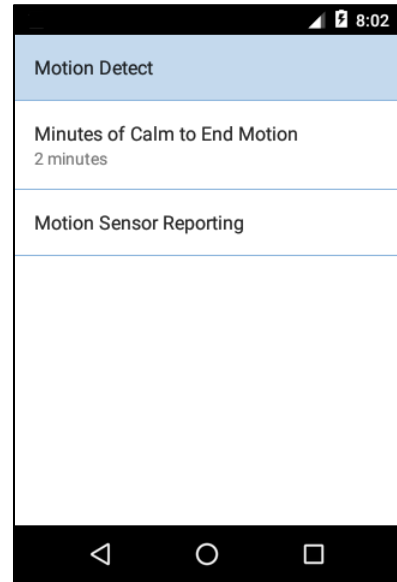 8:02
Motion Detect
Minutes of Calm to End Motion
2 minutes
Motion Sensor Reporting